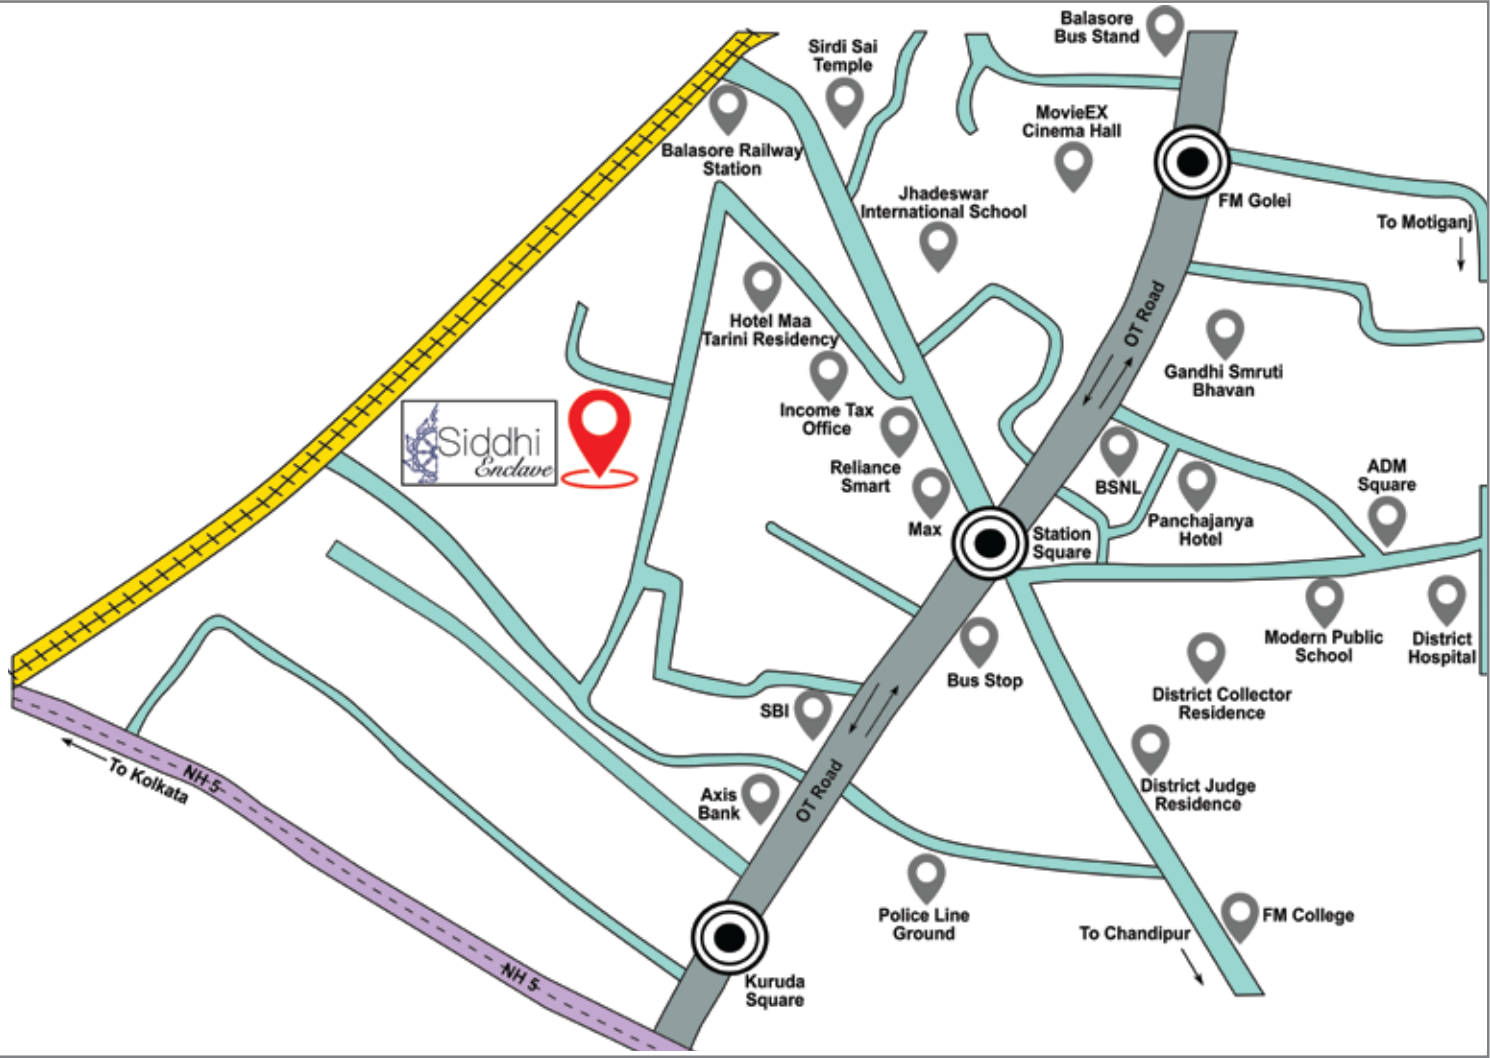 Balasore
Bus Stand
Sirdi Sai
Temple
MovieEX
Cinema Hall
Balasore Railway
Station
Jhadeswar
International School
FM Golei
To Motiganj
OT Road
Hotel Maa
Tarini Residency
Gandhi Smruti
Bhavan
Income Tax
Office
Siddhi
Enclave
Reliance
Smart
BSNL
ADM
Square
Max
Station
Square
Panchajanya
Hotel
Modern Public
School
District
Hospital
Bus Stop
District Collector
Residence
SBI
District Judge
Residence
To Kolkata
NH 5
Axis
Bank
OT Road
Police Line
Ground
To Chandipur
FM College
NH 5
Kuruda
Square